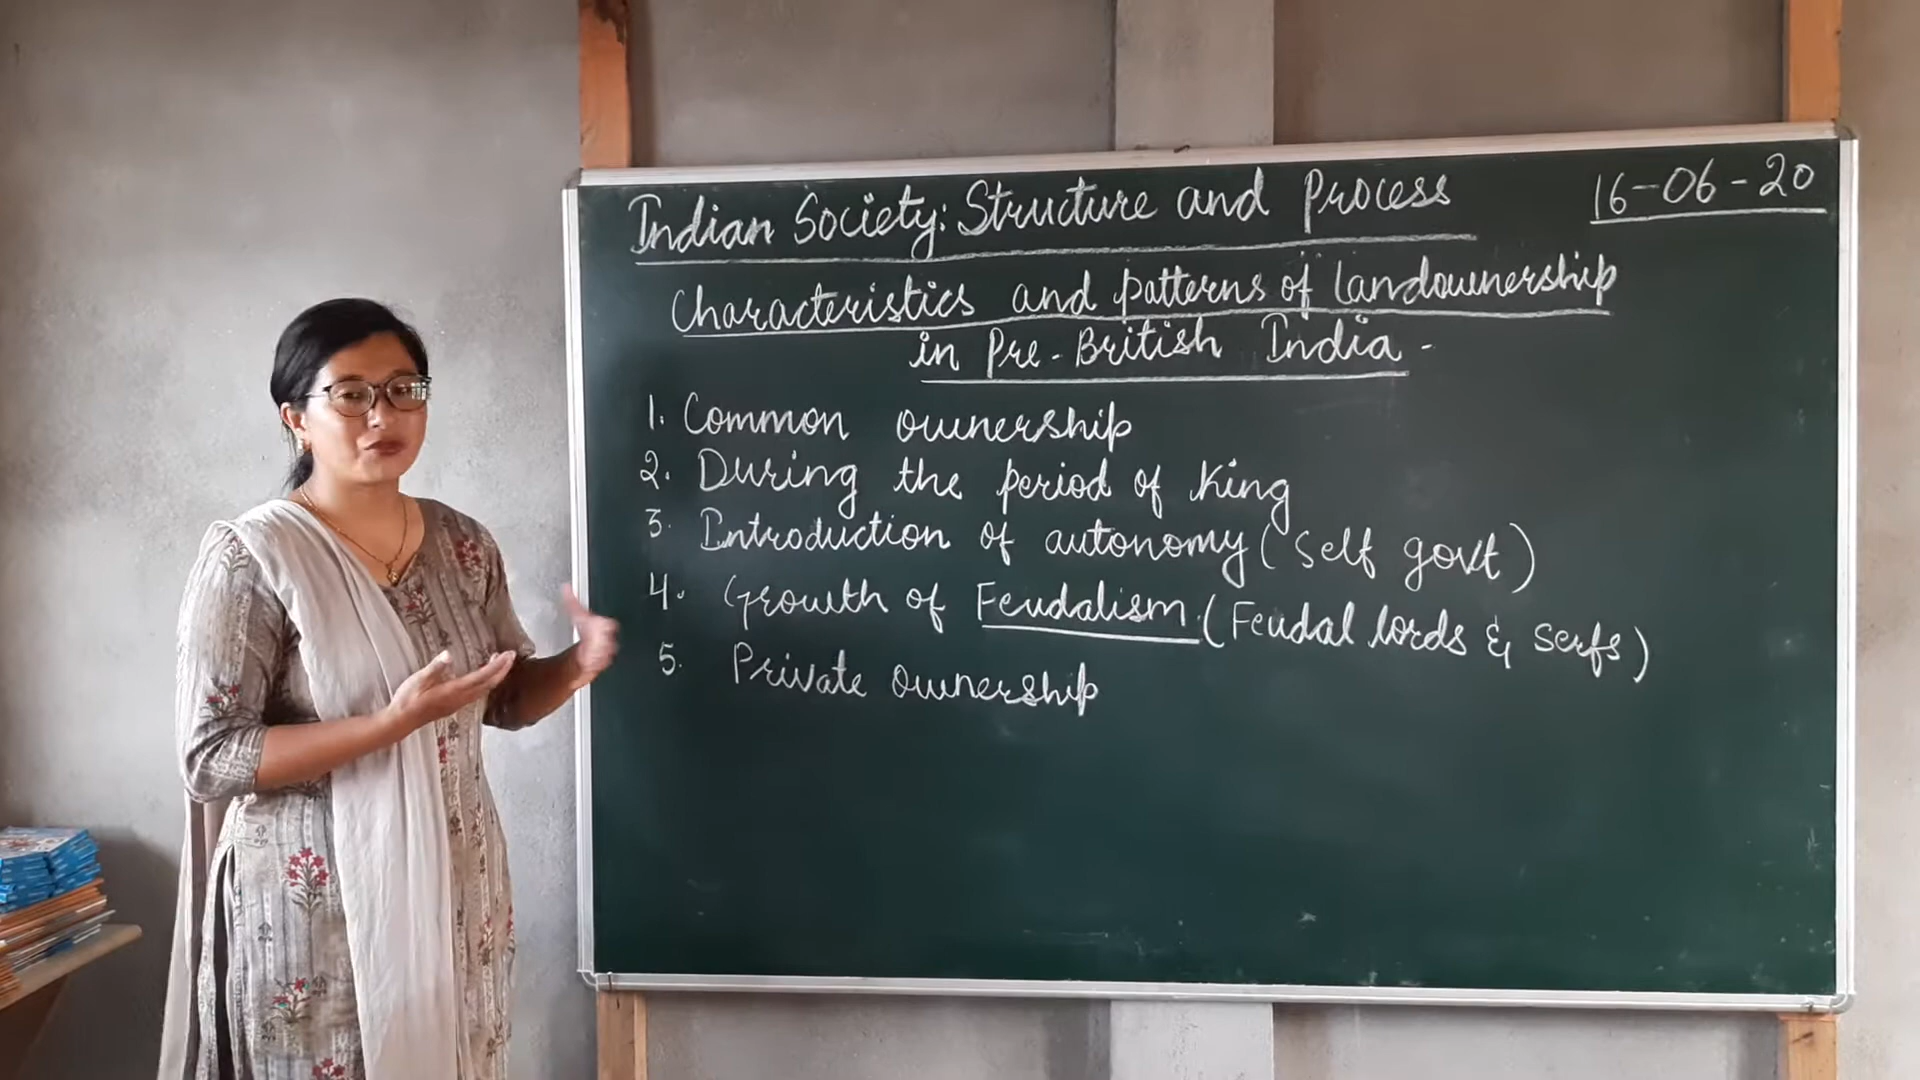 Indian Society: Structure and Process
16-06-20
Characteristics and patterns of landownership
in Pre-British India -
1. Common ownership
2. During the period of King
3. Introduction of autonomy (self govt)
4. Growth of Feudalism (Feudal lords & serfs)
5. Private ownership